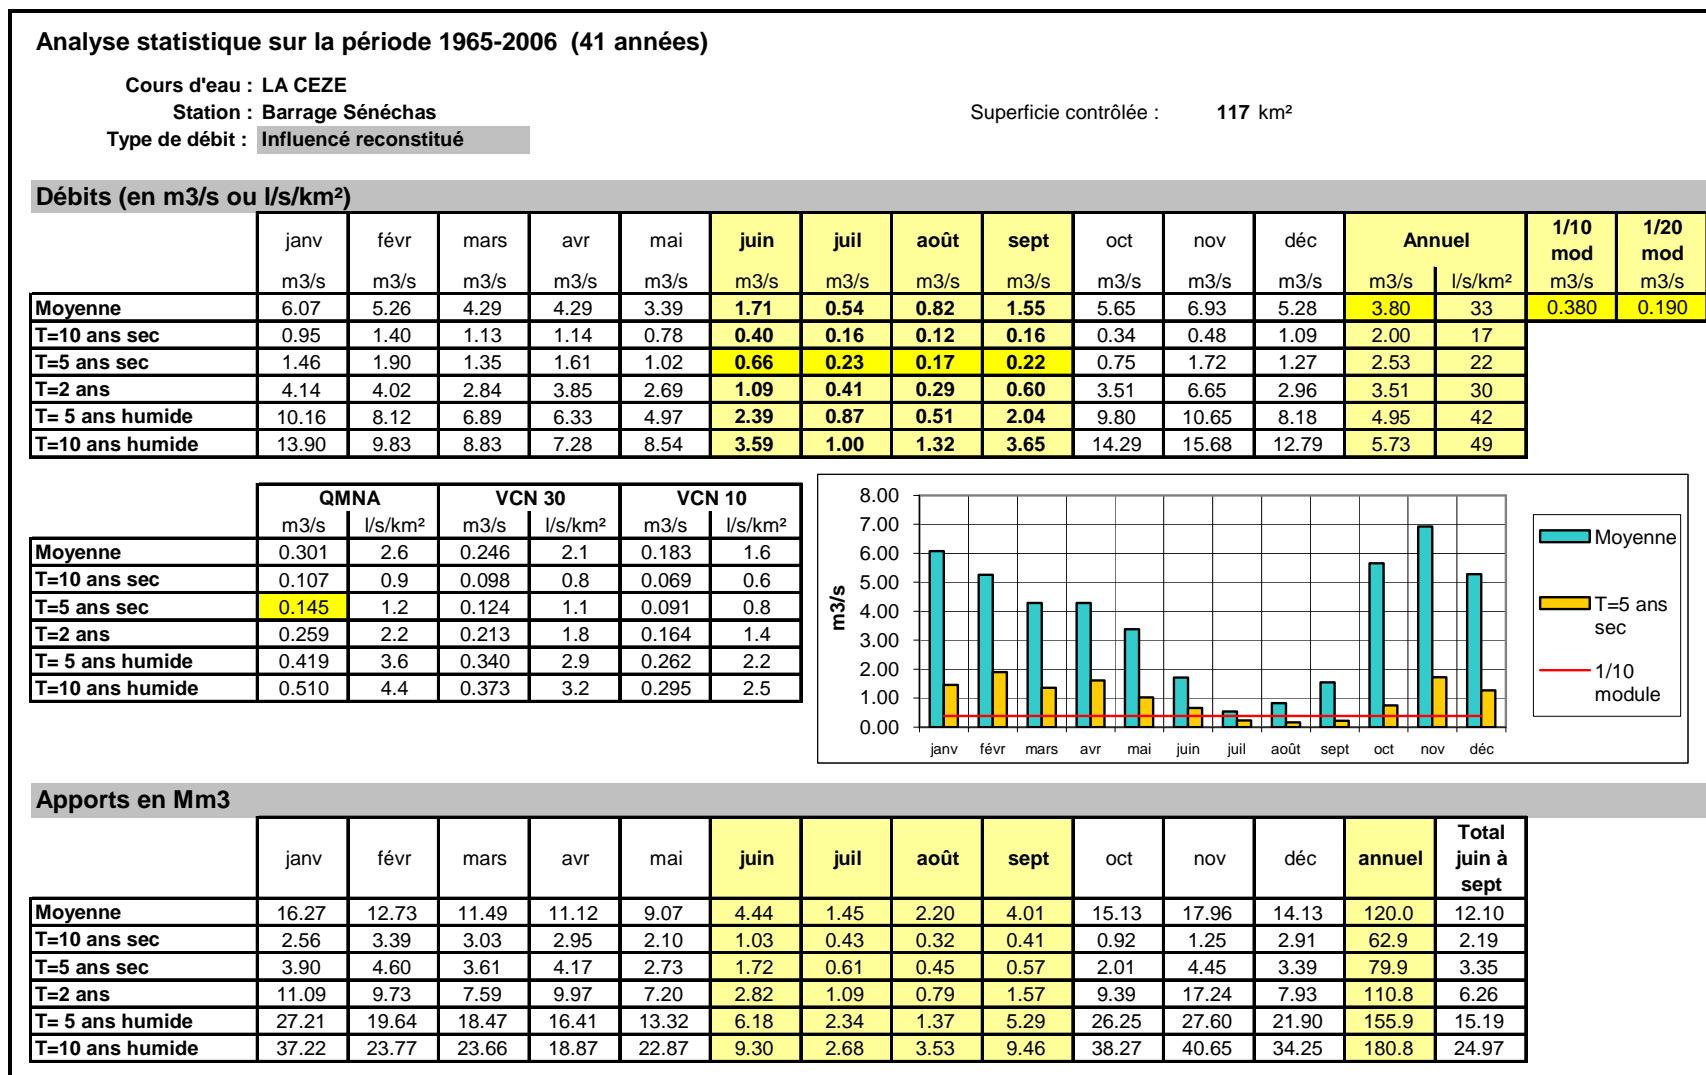 Analyse statistique sur la période 1965-2006 (41 années)
Cours d'eau : LA CEZE
Station : Barrage Sénéchas Superficie contrôlée : 117 km²
Type de débit : Influencé reconstitué
Débits (en m3/s ou l/s/km²)
janv févr mars avr mai juin juil août sept oct nov déc Annuel 1/10 mod 1/20 mod
m3/s m3/s m3/s m3/s m3/s m3/s m3/s m3/s m3/s m3/s m3/s m3/s m3/s l/s/km² m3/s m3/s
Moyenne 6.07 5.26 4.29 4.29 3.39 1.71 0.54 0.82 1.55 5.65 6.93 5.28 3.80 33 0.380 0.190
T=10 ans sec 0.95 1.40 1.13 1.14 0.78 0.40 0.16 0.12 0.16 0.34 0.48 1.09 2.00 17
T=5 ans sec 1.46 1.90 1.35 1.61 1.02 0.66 0.23 0.17 0.22 0.75 1.72 1.27 2.53 22
T=2 ans 4.14 4.02 2.84 3.85 2.69 1.09 0.41 0.29 0.60 3.51 6.65 2.96 3.51 30
T= 5 ans humide 10.16 8.12 6.89 6.33 4.97 2.39 0.87 0.51 2.04 9.80 10.65 8.18 4.95 42
T=10 ans humide 13.90 9.83 8.83 7.28 8.54 3.59 1.00 1.32 3.65 14.29 15.68 12.79 5.73 49
QMNA VCN 30 VCN 10
m3/s l/s/km² m3/s l/s/km² m3/s l/s/km²
Moyenne 0.301 2.6 0.246 2.1 0.183 1.6
T=10 ans sec 0.107 0.9 0.098 0.8 0.069 0.6
T=5 ans sec 0.145 1.2 0.124 1.1 0.091 0.8
T=2 ans 0.259 2.2 0.213 1.8 0.164 1.4
T= 5 ans humide 0.419 3.6 0.340 2.9 0.262 2.2
T=10 ans humide 0.510 4.4 0.373 3.2 0.295 2.5
m3/s
8.00
7.00
6.00
5.00
4.00
3.00
2.00
1.00
0.00
janv févr mars avr mai juin juil août sept oct nov déc
Moyenne
T=5 ans
sec
1/10
module
Apports en Mm3
janv févr mars avr mai juin juil août sept oct nov déc annuel Total juin à sept
Moyenne 16.27 12.73 11.49 11.12 9.07 4.44 1.45 2.20 4.01 15.13 17.96 14.13 120.0 12.10
T=10 ans sec 2.56 3.39 3.03 2.95 2.10 1.03 0.43 0.32 0.41 0.92 1.25 2.91 62.9 2.19
T=5 ans sec 3.90 4.60 3.61 4.17 2.73 1.72 0.61 0.45 0.57 2.01 4.45 3.39 79.9 3.35
T=2 ans 11.09 9.73 7.59 9.97 7.20 2.82 1.09 0.79 1.57 9.39 17.24 7.93 110.8 6.26
T= 5 ans humide 27.21 19.64 18.47 16.41 13.32 6.18 2.34 1.37 5.29 26.25 27.60 21.90 155.9 15.19
T=10 ans humide 37.22 23.77 23.66 18.87 22.87 9.30 2.68 3.53 9.46 38.27 40.65 34.25 180.8 24.97